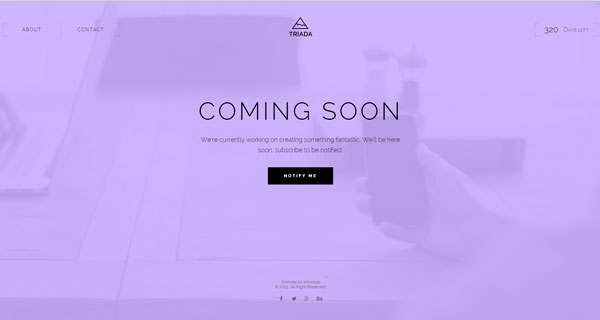 ABOUT
CONTACT
TRIADA
320 DAYS LEFT
COMING SOON
We're currently working on creating something fantastic. We'll be here
soon, subscribe to be notified.
NOTIFY ME
Website by
© 2015. All Right Reserved.